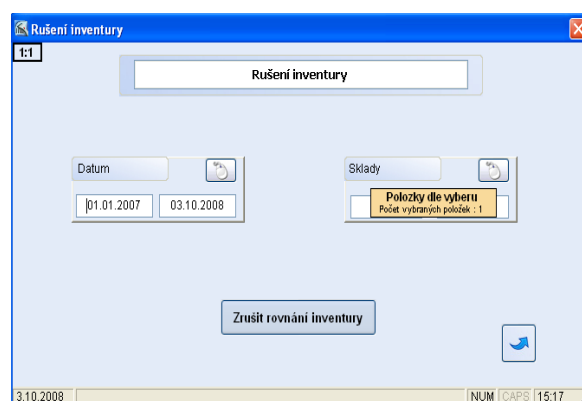 Rušení inventury
1:1
Rušení inventury
Datum
01.01.2007 03.10.2008
Sklady
Polozky dle vyberu
Počet vybraných položek : 1
Zrušit rovnání inventury
3.10.2008 NUM CAPS 15:17